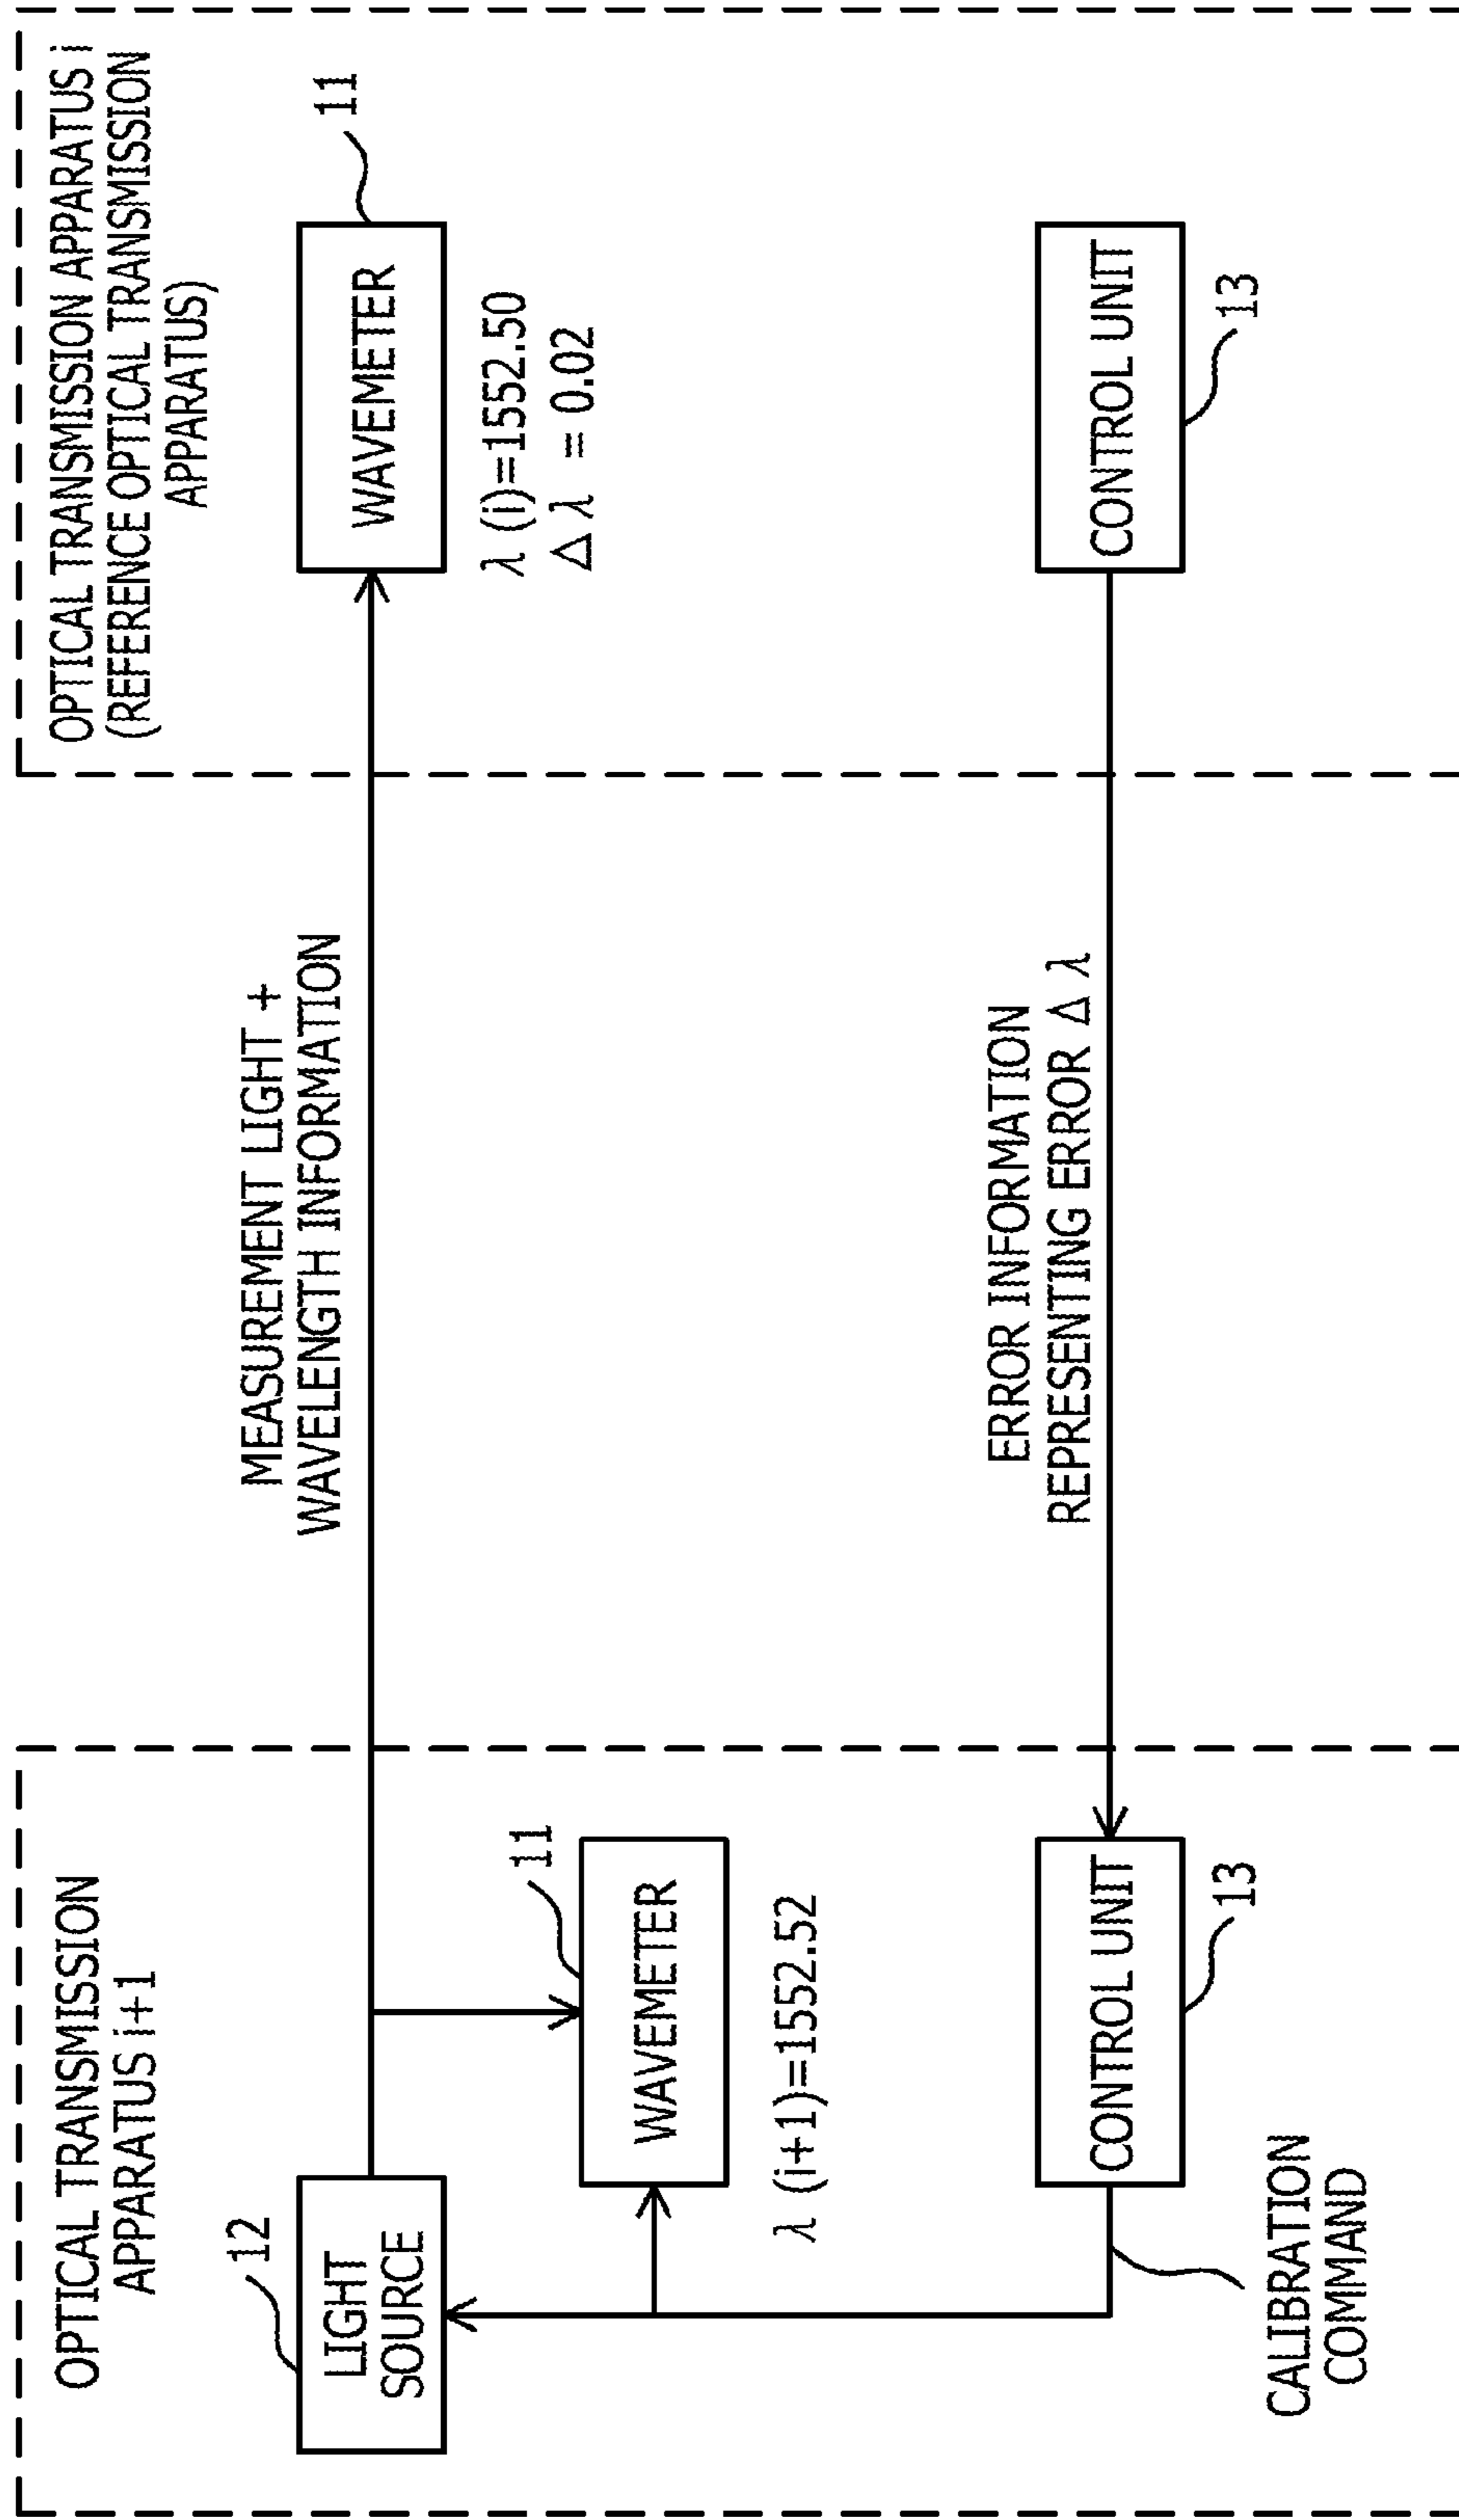 OPTICAL TRANSMISSION
APPARATUS i+1
12
LIGHT
SOURCE
11
WAVEMETER
λ (i+1)=1552.52
CONTROL UNIT
13
CALIBRATION
COMMAND
MEASUREMENT LIGHT +
WAVELENGTH INFORMATION
ERROR INFORMATION
REPRESENTING ERROR Δ λ
OPTICAL TRANSMISSION APPARATUS i
(REFERENCE OPTICAL TRANSMISSION
APPARATUS)
11
WAVEMETER
λ (i)=1552.50
Δ λ = 0.02
CONTROL UNIT
13